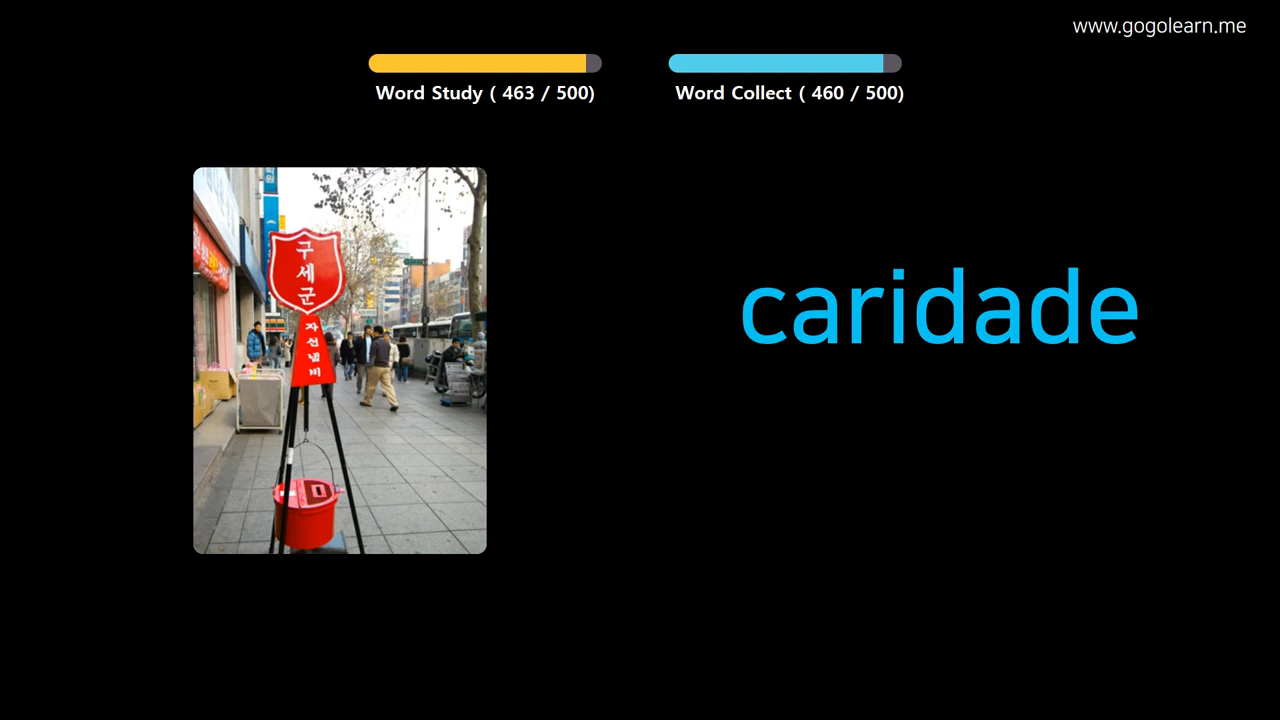 www.gogolearn.me
Word Study ( 463 / 500)
Word Collect ( 460 / 500)
구
세
군
자
선
냄
비
caridade